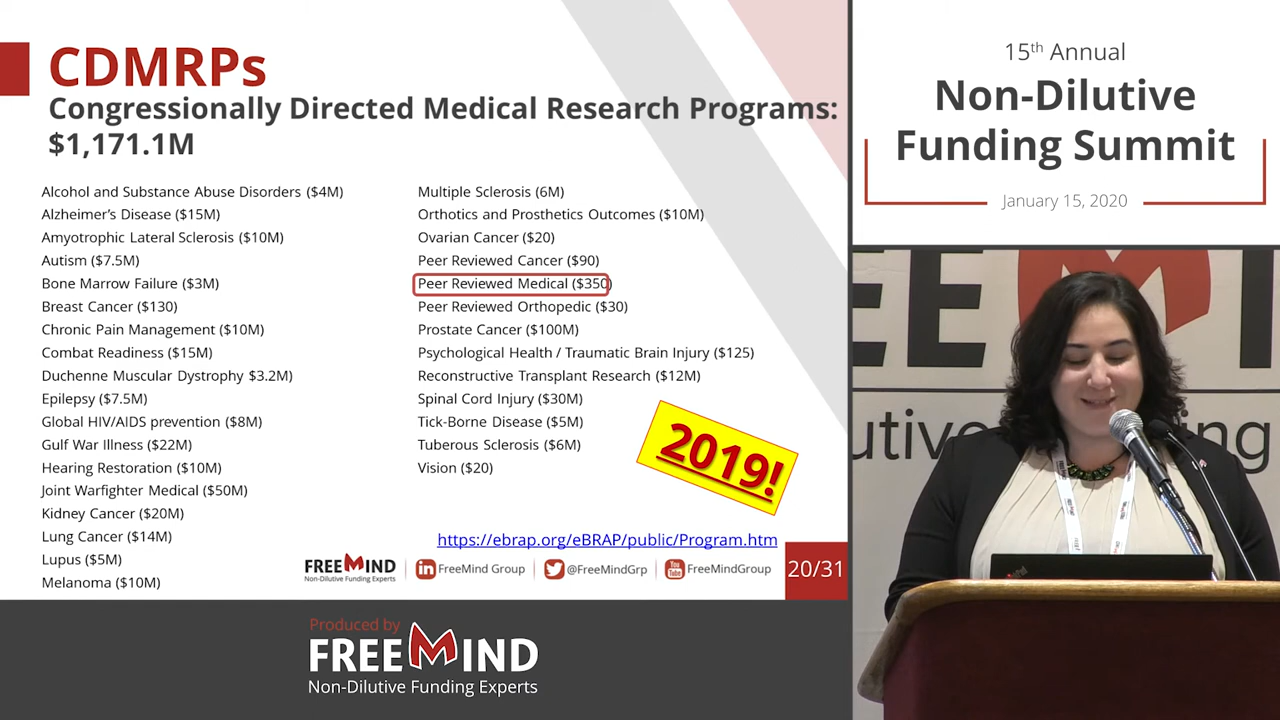 CDMRPs
Congressionally Directed Medical Research Programs:
$1,171.1M
Alcohol and Substance Abuse Disorders ($4M)
Alzheimer's Disease ($15M)
Amyotrophic Lateral Sclerosis ($10M)
Autism ($7.5M)
Bone Marrow Failure ($3M)
Breast Cancer ($130)
Chronic Pain Management ($10M)
Combat Readiness ($15M)
Duchenne Muscular Dystrophy $3.2M)
Epilepsy ($7.5M)
Global HIV/AIDS prevention ($8M)
Gulf War Illness ($22M)
Hearing Restoration ($10M)
Joint Warfighter Medical ($50M)
Kidney Cancer ($20M)
Lung Cancer ($14M)
Lupus ($5M)
Melanoma ($10M)
Multiple Sclerosis (6M)
Orthotics and Prosthetics Outcomes ($10M)
Ovarian Cancer ($20)
Peer Reviewed Cancer ($90)
Peer Reviewed Medical ($350)
Peer Reviewed Orthopedic ($30)
Prostate Cancer ($100M)
Psychological Health / Traumatic Brain Injury ($125)
Reconstructive Transplant Research ($12M)
Spinal Cord Injury ($30M)
Tick-Borne Disease ($5M)
Tuberous Sclerosis ($6M)
Vision ($20)
2019!
https://ebrap.org/eBRAP/public/Program.htm
FREEMIND
Non-Dilutive Funding Experts
in FreeMind Group
@FreeMindGrp
You Tube FreeMindGroup
20/31
Produced by
FREEMIND
Non-Dilutive Funding Experts
15th Annual
Non-Dilutive
Funding Summit
January 15, 2020